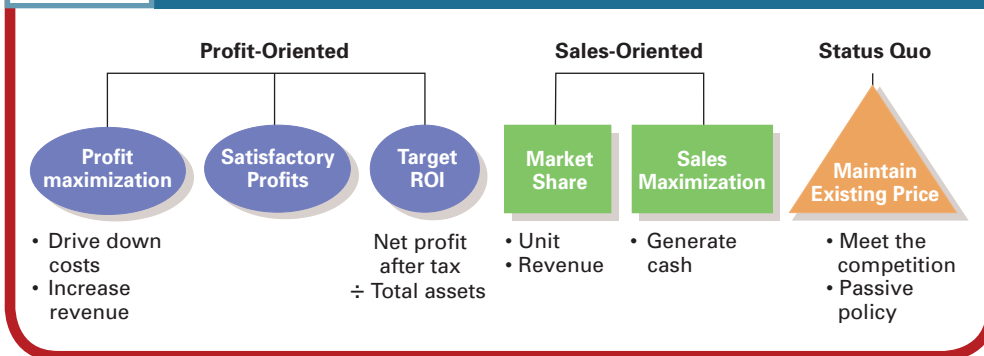 Profit-Oriented
Sales-Oriented
Status Quo
Profit
maximization
Satisfactory
Profits
Target
ROI
Market
Share
Sales
Maximization
Maintain
Existing Price
• Drive down
costs
• Increase
revenue
Net profit
after tax
÷ Total assets
• Unit
• Revenue
• Generate
cash
• Meet the
competition
• Passive
policy